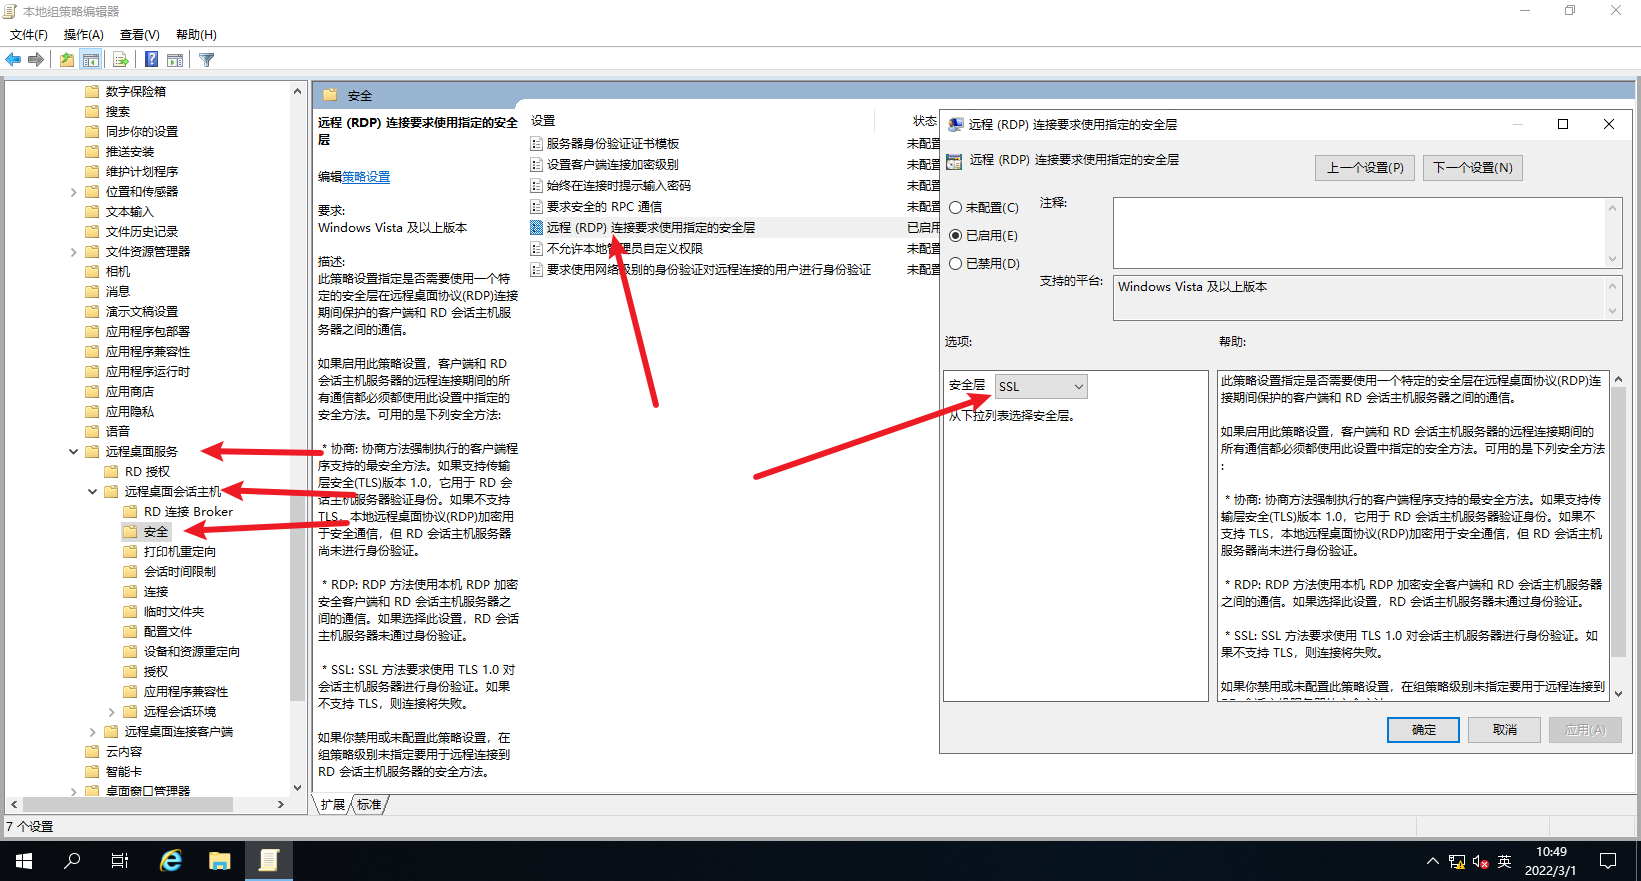 本地组策略编辑器
文件(F) 操作(A) 查看(V) 帮助(H)
数字保险箱
搜索
同步你的设置
推送安装
维护计划程序
位置和传感器
文本输入
文件历史记录
文件资源管理器
相机
消息
演示文稿设置
应用程序包部署
应用程序兼容性
应用程序运行时
应用商店
应用隐私
语音
远程桌面服务
RD 授权
远程桌面会话主机
RD 连接 Broker
安全
打印机重定向
会话时间限制
连接
临时文件夹
配置文件
设备和资源重定向
授权
应用程序兼容性
远程会话环境
远程桌面连接客户端
云内容
智能卡
桌面窗口管理器
安全
远程 (RDP) 连接要求使用指定的安全
层
编辑策略设置
要求:
Windows Vista 及以上版本
描述:
此策略设置指定是否需要使用一个特
定的安全层在远程桌面协议(RDP)连接
期间保护的客户端和 RD 会话主机服
务器之间的通信。
如果启用此策略设置，客户端和 RD
会话主机服务器的远程连接期间的所
有通信都必须都使用此设置中指定的
安全方法。可用的是下列安全方法:
* 协商: 协商方法强制执行的客户端程
序支持的最安全方法。如果支持传输
层安全(TLS)版本 1.0，它用于 RD 会
话主机服务器验证身份。如果不支持
TLS，本地远程桌面协议(RDP)加密用
于安全通信，但 RD 会话主机服务器
尚未进行身份验证。
* RDP: RDP 方法使用本机 RDP 加密
安全客户端和 RD 会话主机服务器之
间的通信。如果选择此设置，RD 会话
主机服务器未通过身份验证。
* SSL: SSL 方法要求使用 TLS 1.0 对
会话主机服务器进行身份验证。如果
不支持 TLS，则连接将失败。
如果你禁用或未配置此策略设置，在
组策略级别未指定要用于远程连接到
RD 会话主机服务器的安全方法。
设置 状态
服务器身份验证证书模板 未配置
设置客户端连接加密级别 未配置
始终在连接时提示输入密码 未配置
要求安全的 RPC 通信 未配置
远程 (RDP) 连接要求使用指定的安全层 已启用
不允许本地管理员自定义权限 未配置
要求使用网络级别的身份验证对远程连接的用户进行身份验证 未配置
扩展 标准
7 个设置
远程 (RDP) 连接要求使用指定的安全层
远程 (RDP) 连接要求使用指定的安全层
上一个设置(P) 下一个设置(N)
未配置(C) 注释:
已启用(E)
已禁用(D)
支持的平台: Windows Vista 及以上版本
选项: 帮助:
安全层 SSL
从下拉列表选择安全层。
此策略设置指定是否需要使用一个特定的安全层在远程桌面协议(RDP)连
接期间保护的客户端和 RD 会话主机服务器之间的通信。
如果启用此策略设置，客户端和 RD 会话主机服务器的远程连接期间的
所有通信都必须都使用此设置中指定的安全方法。可用的是下列安全方法
:
* 协商: 协商方法强制执行的客户端程序支持的最安全方法。如果支持传
输层安全(TLS)版本 1.0，它用于 RD 会话主机服务器验证身份。如果不
支持 TLS，本地远程桌面协议(RDP)加密用于安全通信，但 RD 会话主机
服务器尚未进行身份验证。
* RDP: RDP 方法使用本机 RDP 加密安全客户端和 RD 会话主机服务器
之间的通信。如果选择此设置，RD 会话主机服务器未通过身份验证。
* SSL: SSL 方法要求使用 TLS 1.0 对会话主机服务器进行身份验证。如
果不支持 TLS，则连接将失败。
如果你禁用或未配置此策略设置，在组策略级别未指定要用于远程连接到
确定 取消 应用(A)
英
10:49
2022/3/1